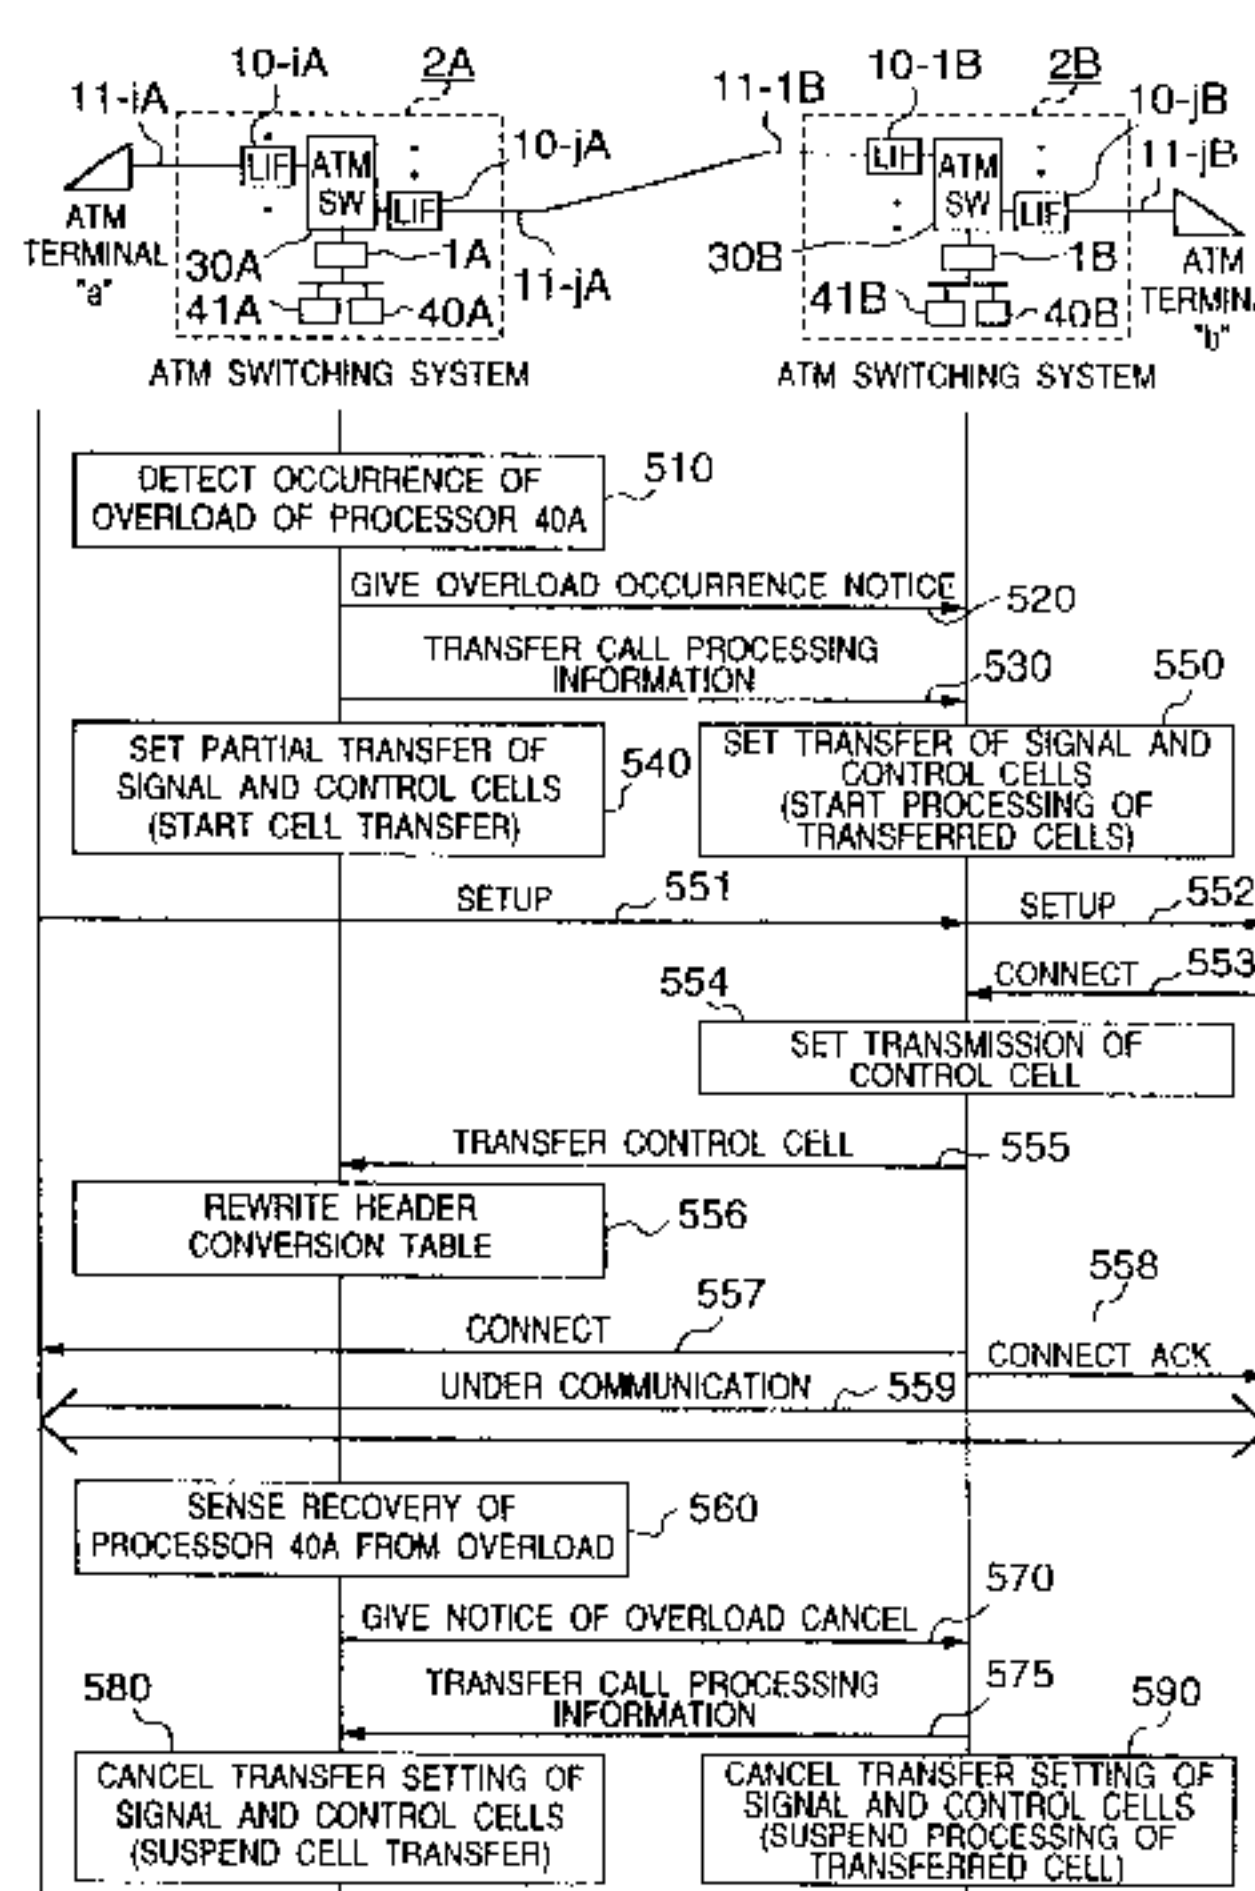 10-iA
2A
10-1B
2B
11-iA
11-1B
10-jB
LIF
ATM
SW
10-jA
LIF
ATM
SW
11-jB
LIF
LIF
ATM
TERMINAL
"a"
30A
1A
11-jA
30B
1B
ATM
"b"
41A
40A
41B
40B
ATM SWITCHING SYSTEM
ATM SWITCHING SYSTEM
DETECT OCCURRENCE OF
OVERLOAD OF PROCESSOR 40A
510
GIVE OVERLOAD OCCURRENCE NOTICE
520
TRANSFER CALL PROCESSING
INFORMATION
530
550
SET PARTIAL TRANSFER OF
SIGNAL AND CONTROL CELLS
(START CELL TRANSFER)
540
SET TRANSFER OF SIGNAL AND
CONTROL CELLS
(START PROCESSING OF
TRANSFERRED CELLS)
SETUP
551
SETUP
552
CONNECT
553
554
SET TRANSMISSION OF
CONTROL CELL
TRANSFER CONTROL CELL
555
REWRITE HEADER
CONVERSION TABLE
556
CONNECT
557
558
CONNECT ACK
UNDER COMMUNICATION
559
SENSE RECOVERY OF
PROCESSOR 40A FROM OVERLOAD
560
GIVE NOTICE OF OVERLOAD CANCEL
570
TRANSFER CALL PROCESSING
INFORMATION
575
580
590
CANCEL TRANSFER SETTING OF
SIGNAL AND CONTROL CELLS
(SUSPEND CELL TRANSFER)
CANCEL TRANSFER SETTING OF
SIGNAL AND CONTROL CELLS
(SUSPEND PROCESSING OF
TRANSFERRED CELL)